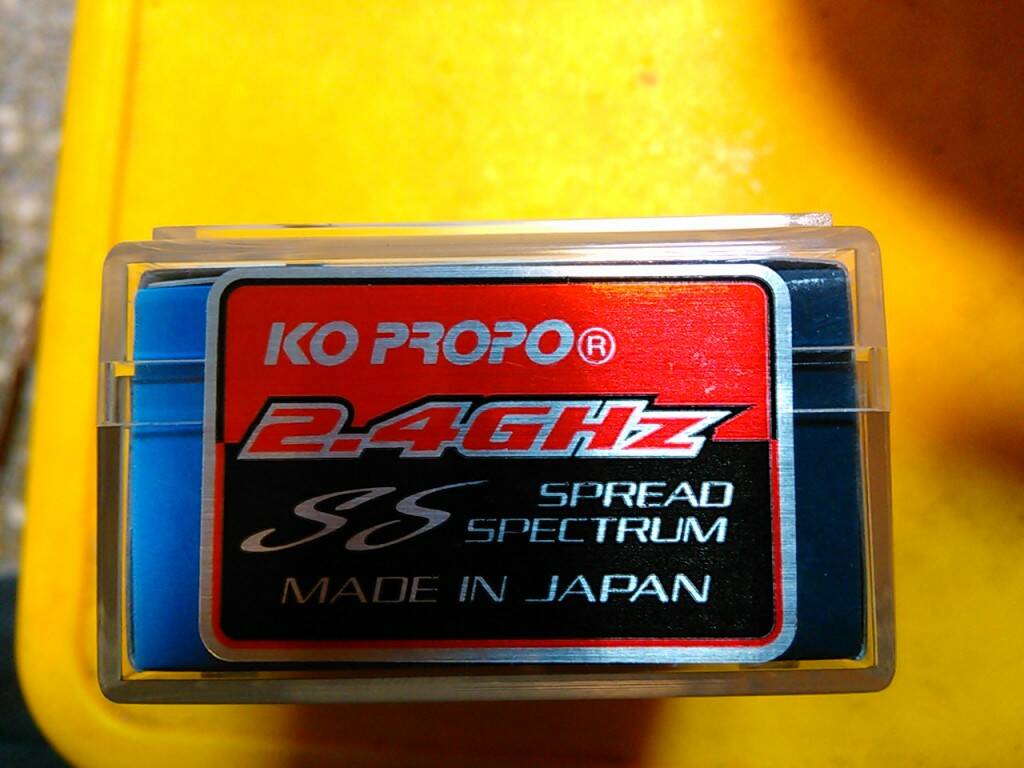 KO PROPO®
2.4GHz
SS SPREAD
SPECTRUM
MADE IN JAPAN